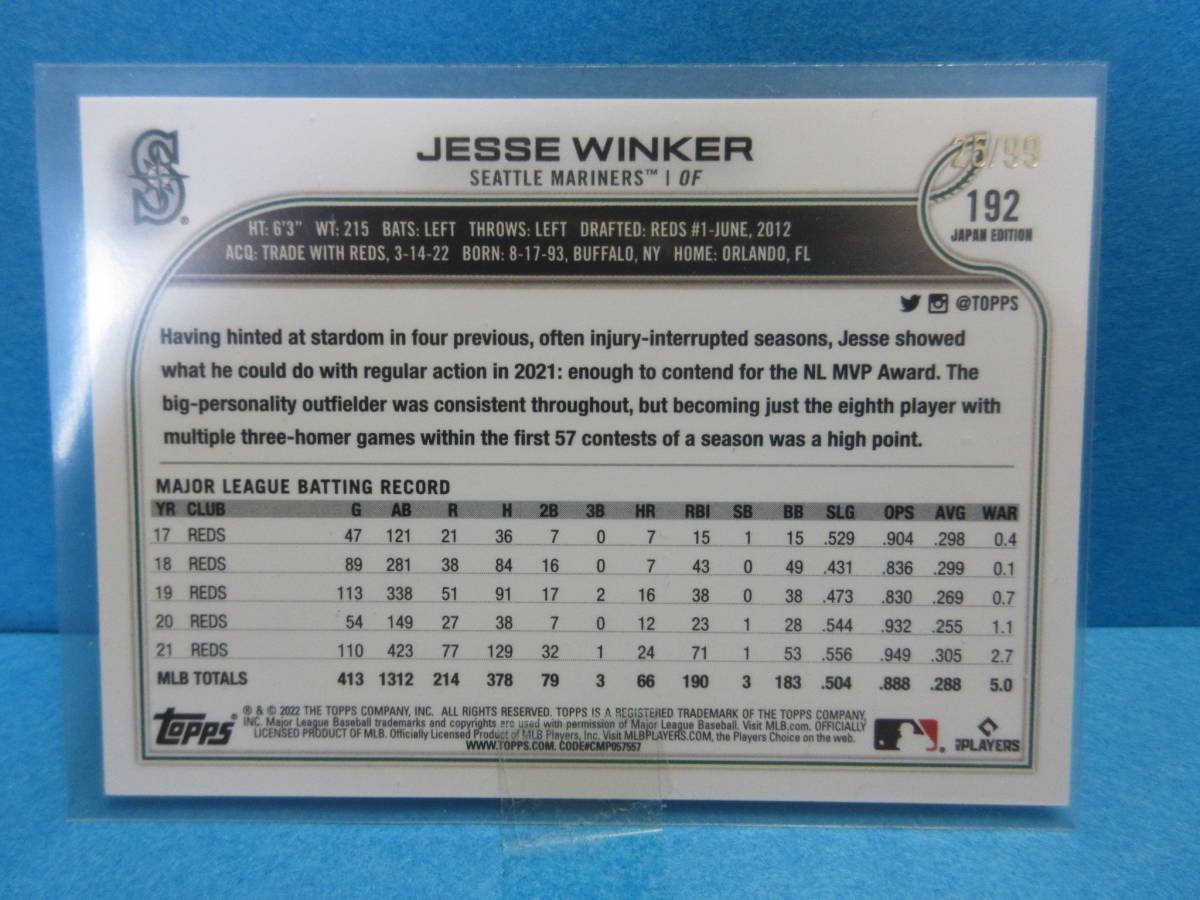 25/99
JESSE WINKER
SEATTLE MARINERS™ | OF
192
JAPAN EDITION
HT: 6'3" WT: 215 BATS: LEFT THROWS: LEFT DRAFTED: REDS #1-JUNE, 2012
ACQ: TRADE WITH REDS, 3-14-22 BORN: 8-17-93, BUFFALO, NY HOME: ORLANDO, FL
@TOPPS
Having hinted at stardom in four previous, often injury-interrupted seasons, Jesse showed
what he could do with regular action in 2021: enough to contend for the NL MVP Award. The
big-personality outfielder was consistent throughout, but becoming just the eighth player with
multiple three-homer games within the first 57 contests of a season was a high point.
MAJOR LEAGUE BATTING RECORD
YR CLUB G AB R H 2B 3B HR RBI SB BB SLG OPS AVG WAR
17 REDS 47 121 21 36 7 0 7 15 1 15 .529 .904 .298 0.4
18 REDS 89 281 38 84 16 0 7 43 0 49 .431 .836 .299 0.1
19 REDS 113 338 51 91 17 2 16 38 0 38 .473 .830 .269 0.7
20 REDS 54 149 27 38 7 0 12 23 1 28 .544 .932 .255 1.1
21 REDS 110 423 77 129 32 1 24 71 1 53 .556 .949 .305 2.7
MLB TOTALS 413 1312 214 378 79 3 66 190 3 183 .504 .888 .288 5.0
topps
® & © 2022 THE TOPPS COMPANY, INC. ALL RIGHTS RESERVED. TOPPS IS A REGISTERED TRADEMARK OF THE TOPPS COMPANY,
INC. Major League Baseball trademarks and copyrights are used with permission of Major League Baseball. Visit MLB.com. OFFICIALLY
LICENSED PRODUCT OF MLB. Officially Licensed Product of MLB Players, Inc. Visit MLBPLAYERS.COM, the Players Choice on the web.
WWW.TOPPS.COM. CODE#CMP057557
PLAYERS